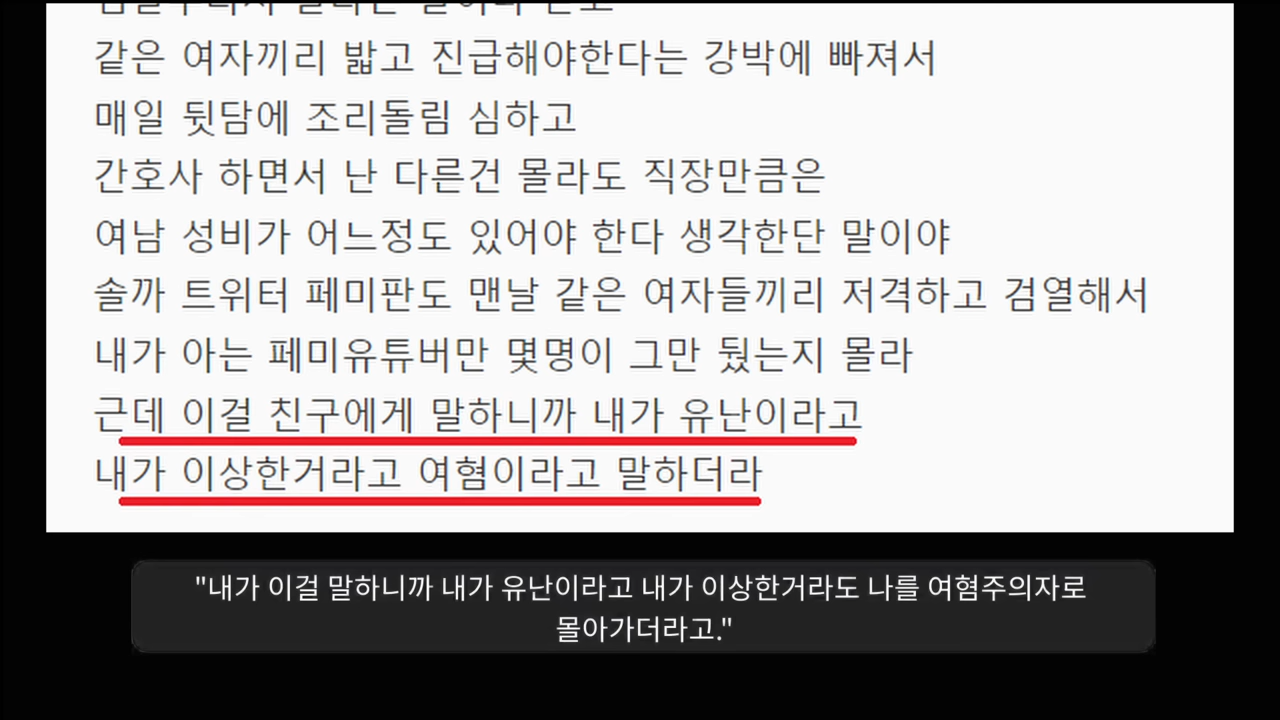 같은 여자끼리 밟고 진급해야한다는 강박에 빠져서
매일 뒷담에 조리돌림 심하고
간호사 하면서 난 다른건 몰라도 직장만큼은
여남 성비가 어느정도 있어야 한다 생각한단 말이야
솔까 트위터 페미판도 맨날 같은 여자들끼리 저격하고 검열해서
내가 아는 페미유튜버만 몇명이 그만 뒀는지 몰라
근데 이걸 친구에게 말하니까 내가 유난이라고
내가 이상한거라고 여혐이라고 말하더라
"내가 이걸 말하니까 내가 유난이라고 내가 이상한거라도 나를 여혐주의자로
몰아가더라고."